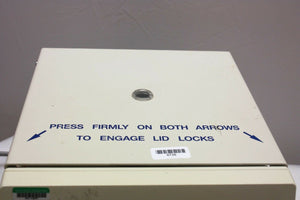 PRESS FIRMLY ON BOTH ARROWS
TO ENGAGE LID LOCKS